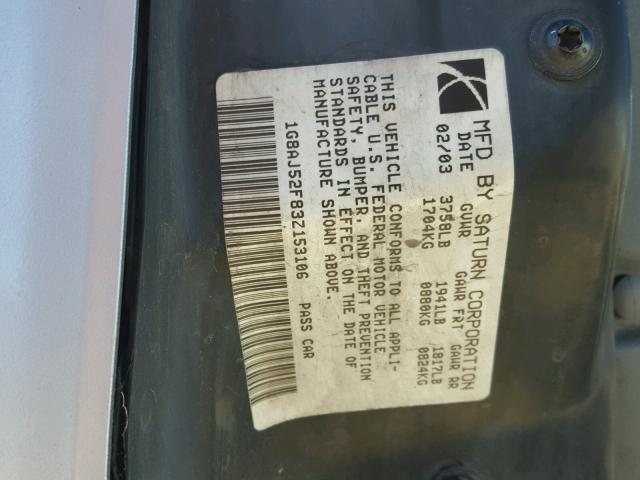 MFD BY SATURN CORPORATION
DATE GVWR GAWR FRT GAWR RR
02/03 3758LB 1941LB 1817LB
1704KG 0880KG 0824KG
THIS VEHICLE CONFORMS TO ALL APPLI-
CABLE U.S. FEDERAL MOTOR VEHICLE
SAFETY, BUMPER, AND THEFT PREVENTION
STANDARDS IN EFFECT ON THE DATE OF
MANUFACTURE SHOWN ABOVE.
1G8AJ52F83Z153106 PASS CAR